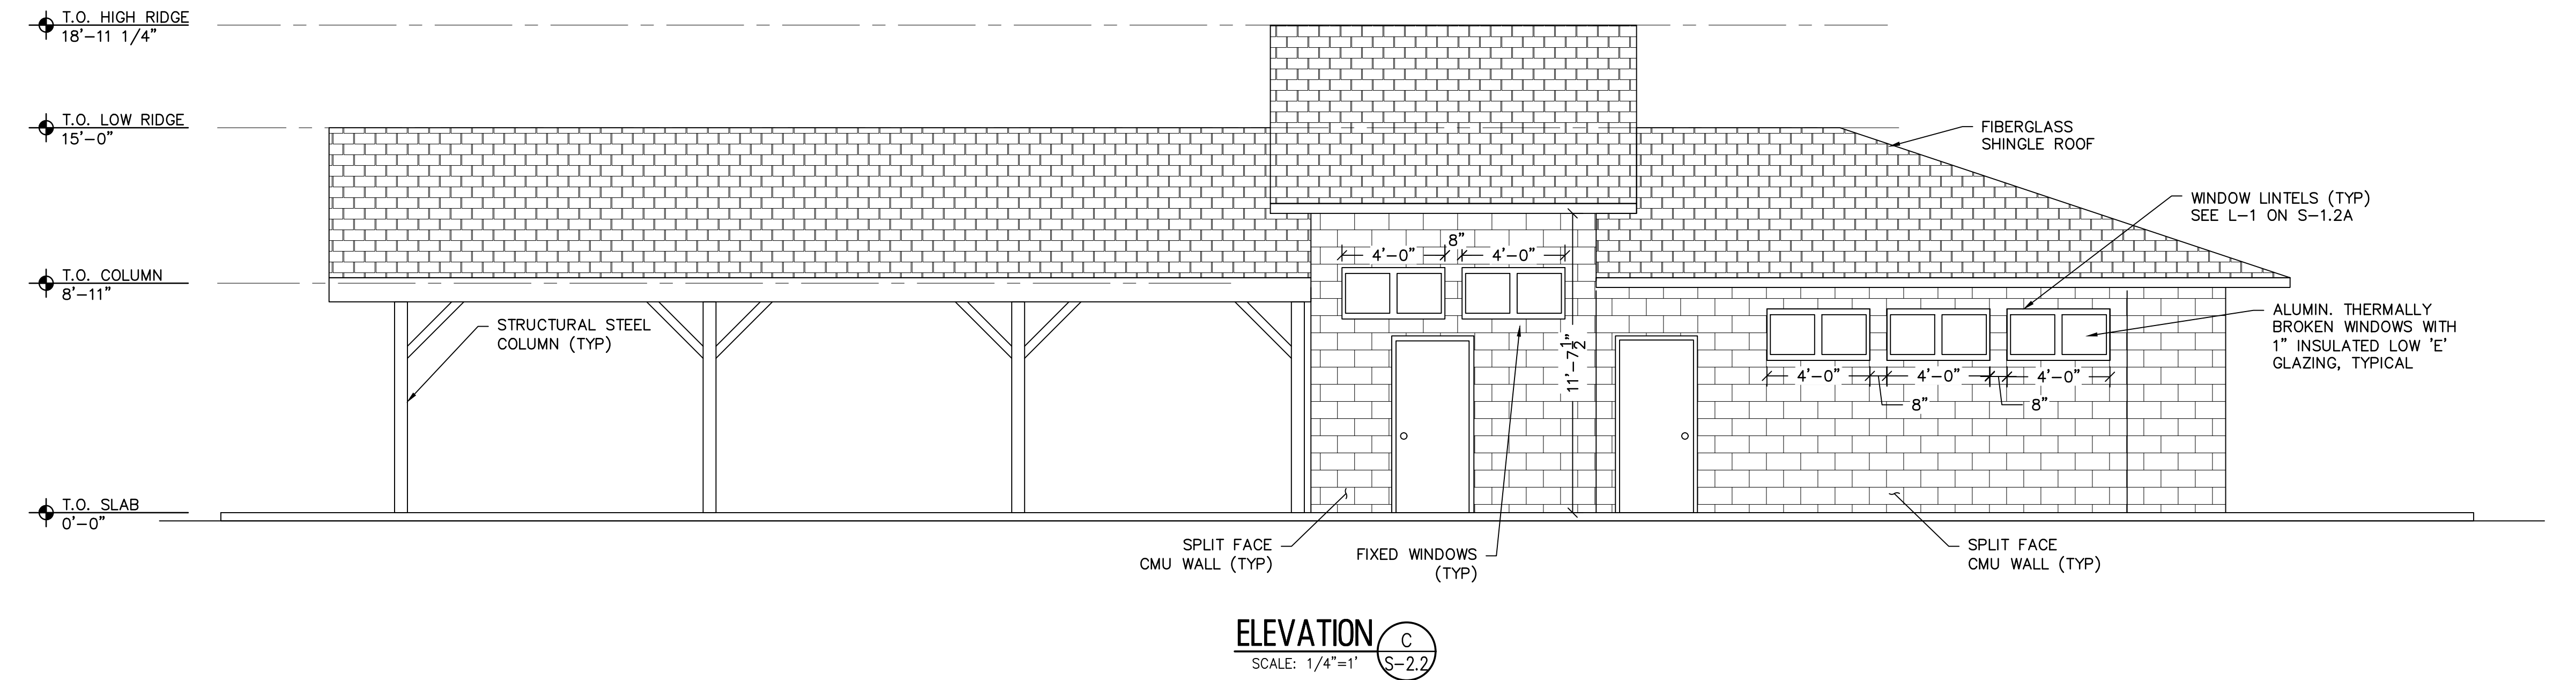 T.O. HIGH RIDGE
18'-11 1/4"
T.O. LOW RIDGE
15'-0"
FIBERGLASS
SHINGLE ROOF
WINDOW LINTELS (TYP)
SEE L-1 ON S-1.2A
8"
4'-0" 4'-0"
T.O. COLUMN
8'-11"
STRUCTURAL STEEL
COLUMN (TYP)
ALUMIN. THERMALLY
BROKEN WINDOWS WITH
1" INSULATED LOW 'E'
GLAZING, TYPICAL
11'-7 1/2"
4'-0" 4'-0" 4'-0"
8" 8"
T.O. SLAB
0'-0"
SPLIT FACE
CMU WALL (TYP)
FIXED WINDOWS
(TYP)
SPLIT FACE
CMU WALL (TYP)
ELEVATION
SCALE: 1/4"=1'
C
S-2.2